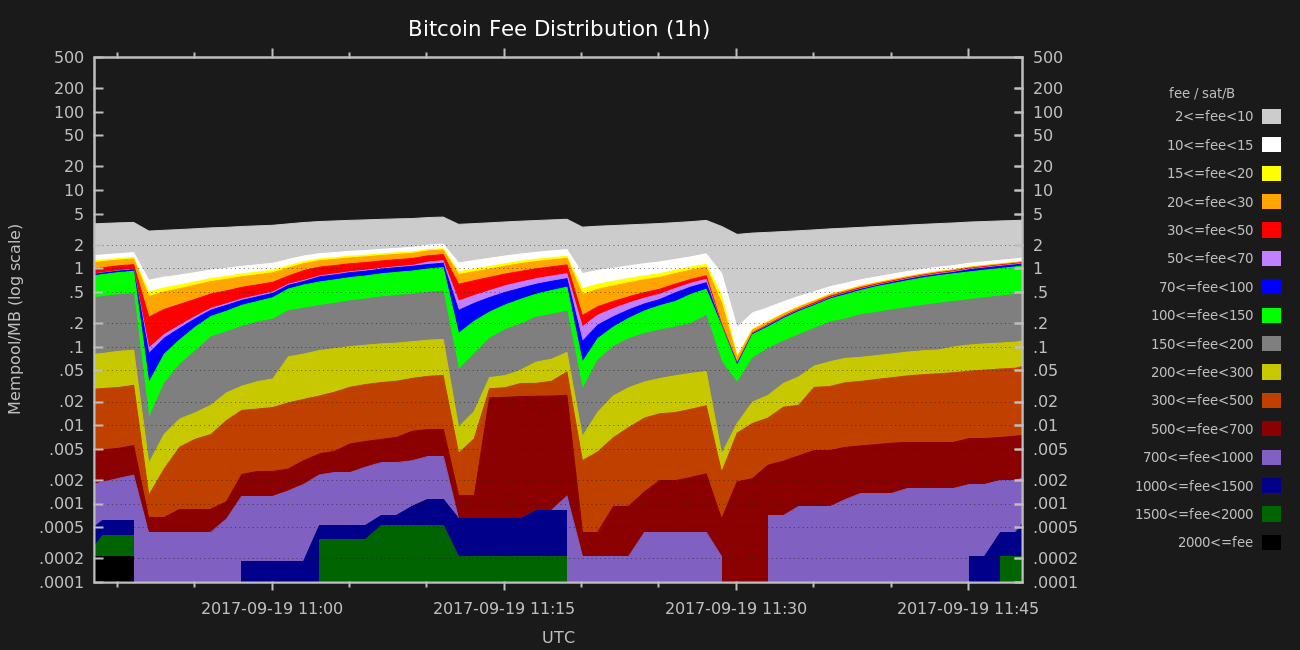 Bitcoin Fee Distribution (1h)
500 500
200 200
100 100
50 50
20 20
10 10
5 5
2 2
1 1
.5 .5
.2 .2
.1 .1
.05 .05
.02 .02
.01 .01
.005 .005
.002 .002
.001 .001
.0005 .0005
.0002 .0002
.0001 .0001
Mempool/MB (log scale)
2017-09-19 11:00 2017-09-19 11:15 2017-09-19 11:30 2017-09-19 11:45
UTC
fee / sat/B
2<=fee<10
10<=fee<15
15<=fee<20
20<=fee<30
30<=fee<50
50<=fee<70
70<=fee<100
100<=fee<150
150<=fee<200
200<=fee<300
300<=fee<500
500<=fee<700
700<=fee<1000
1000<=fee<1500
1500<=fee<2000
2000<=fee